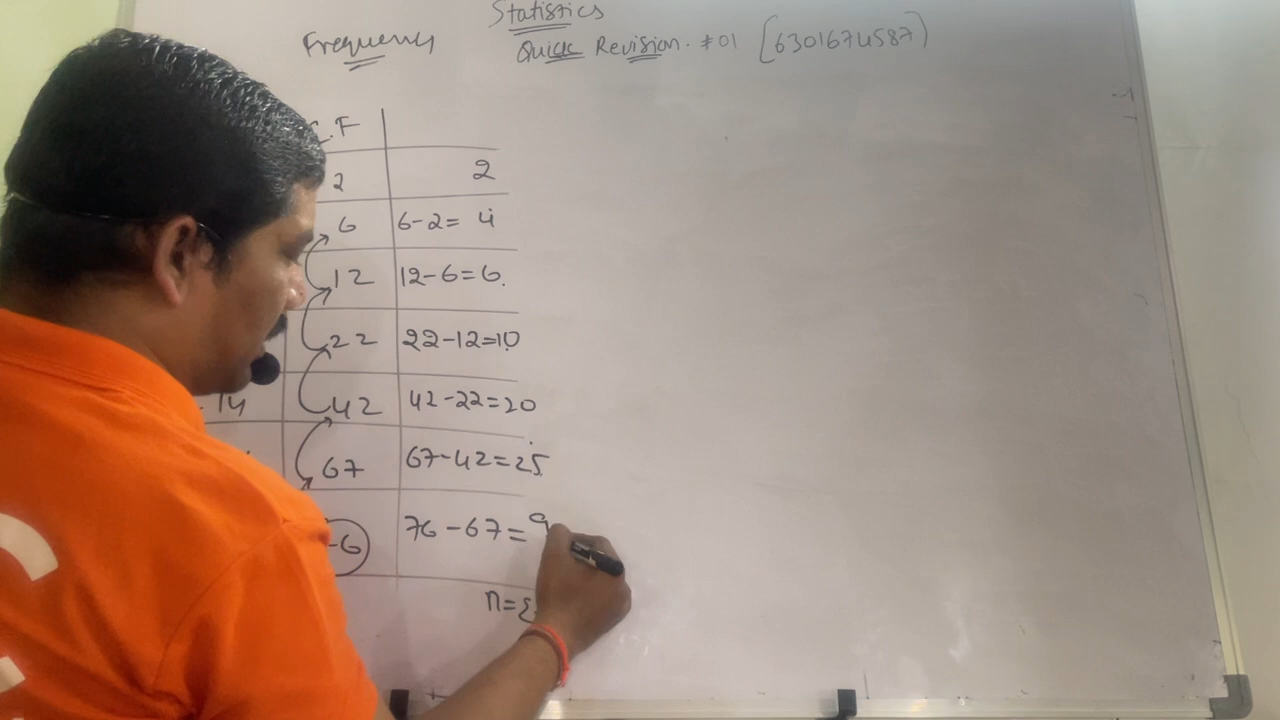 Statistics
Frequency
Quick Revision. #01 [6301674587)
C.F
2 2
6 6-2= 4
12 12-6=6.
22 22-12=10
14 42 42-22=20
67 67-42=25
6 76-67=9
n=Σ